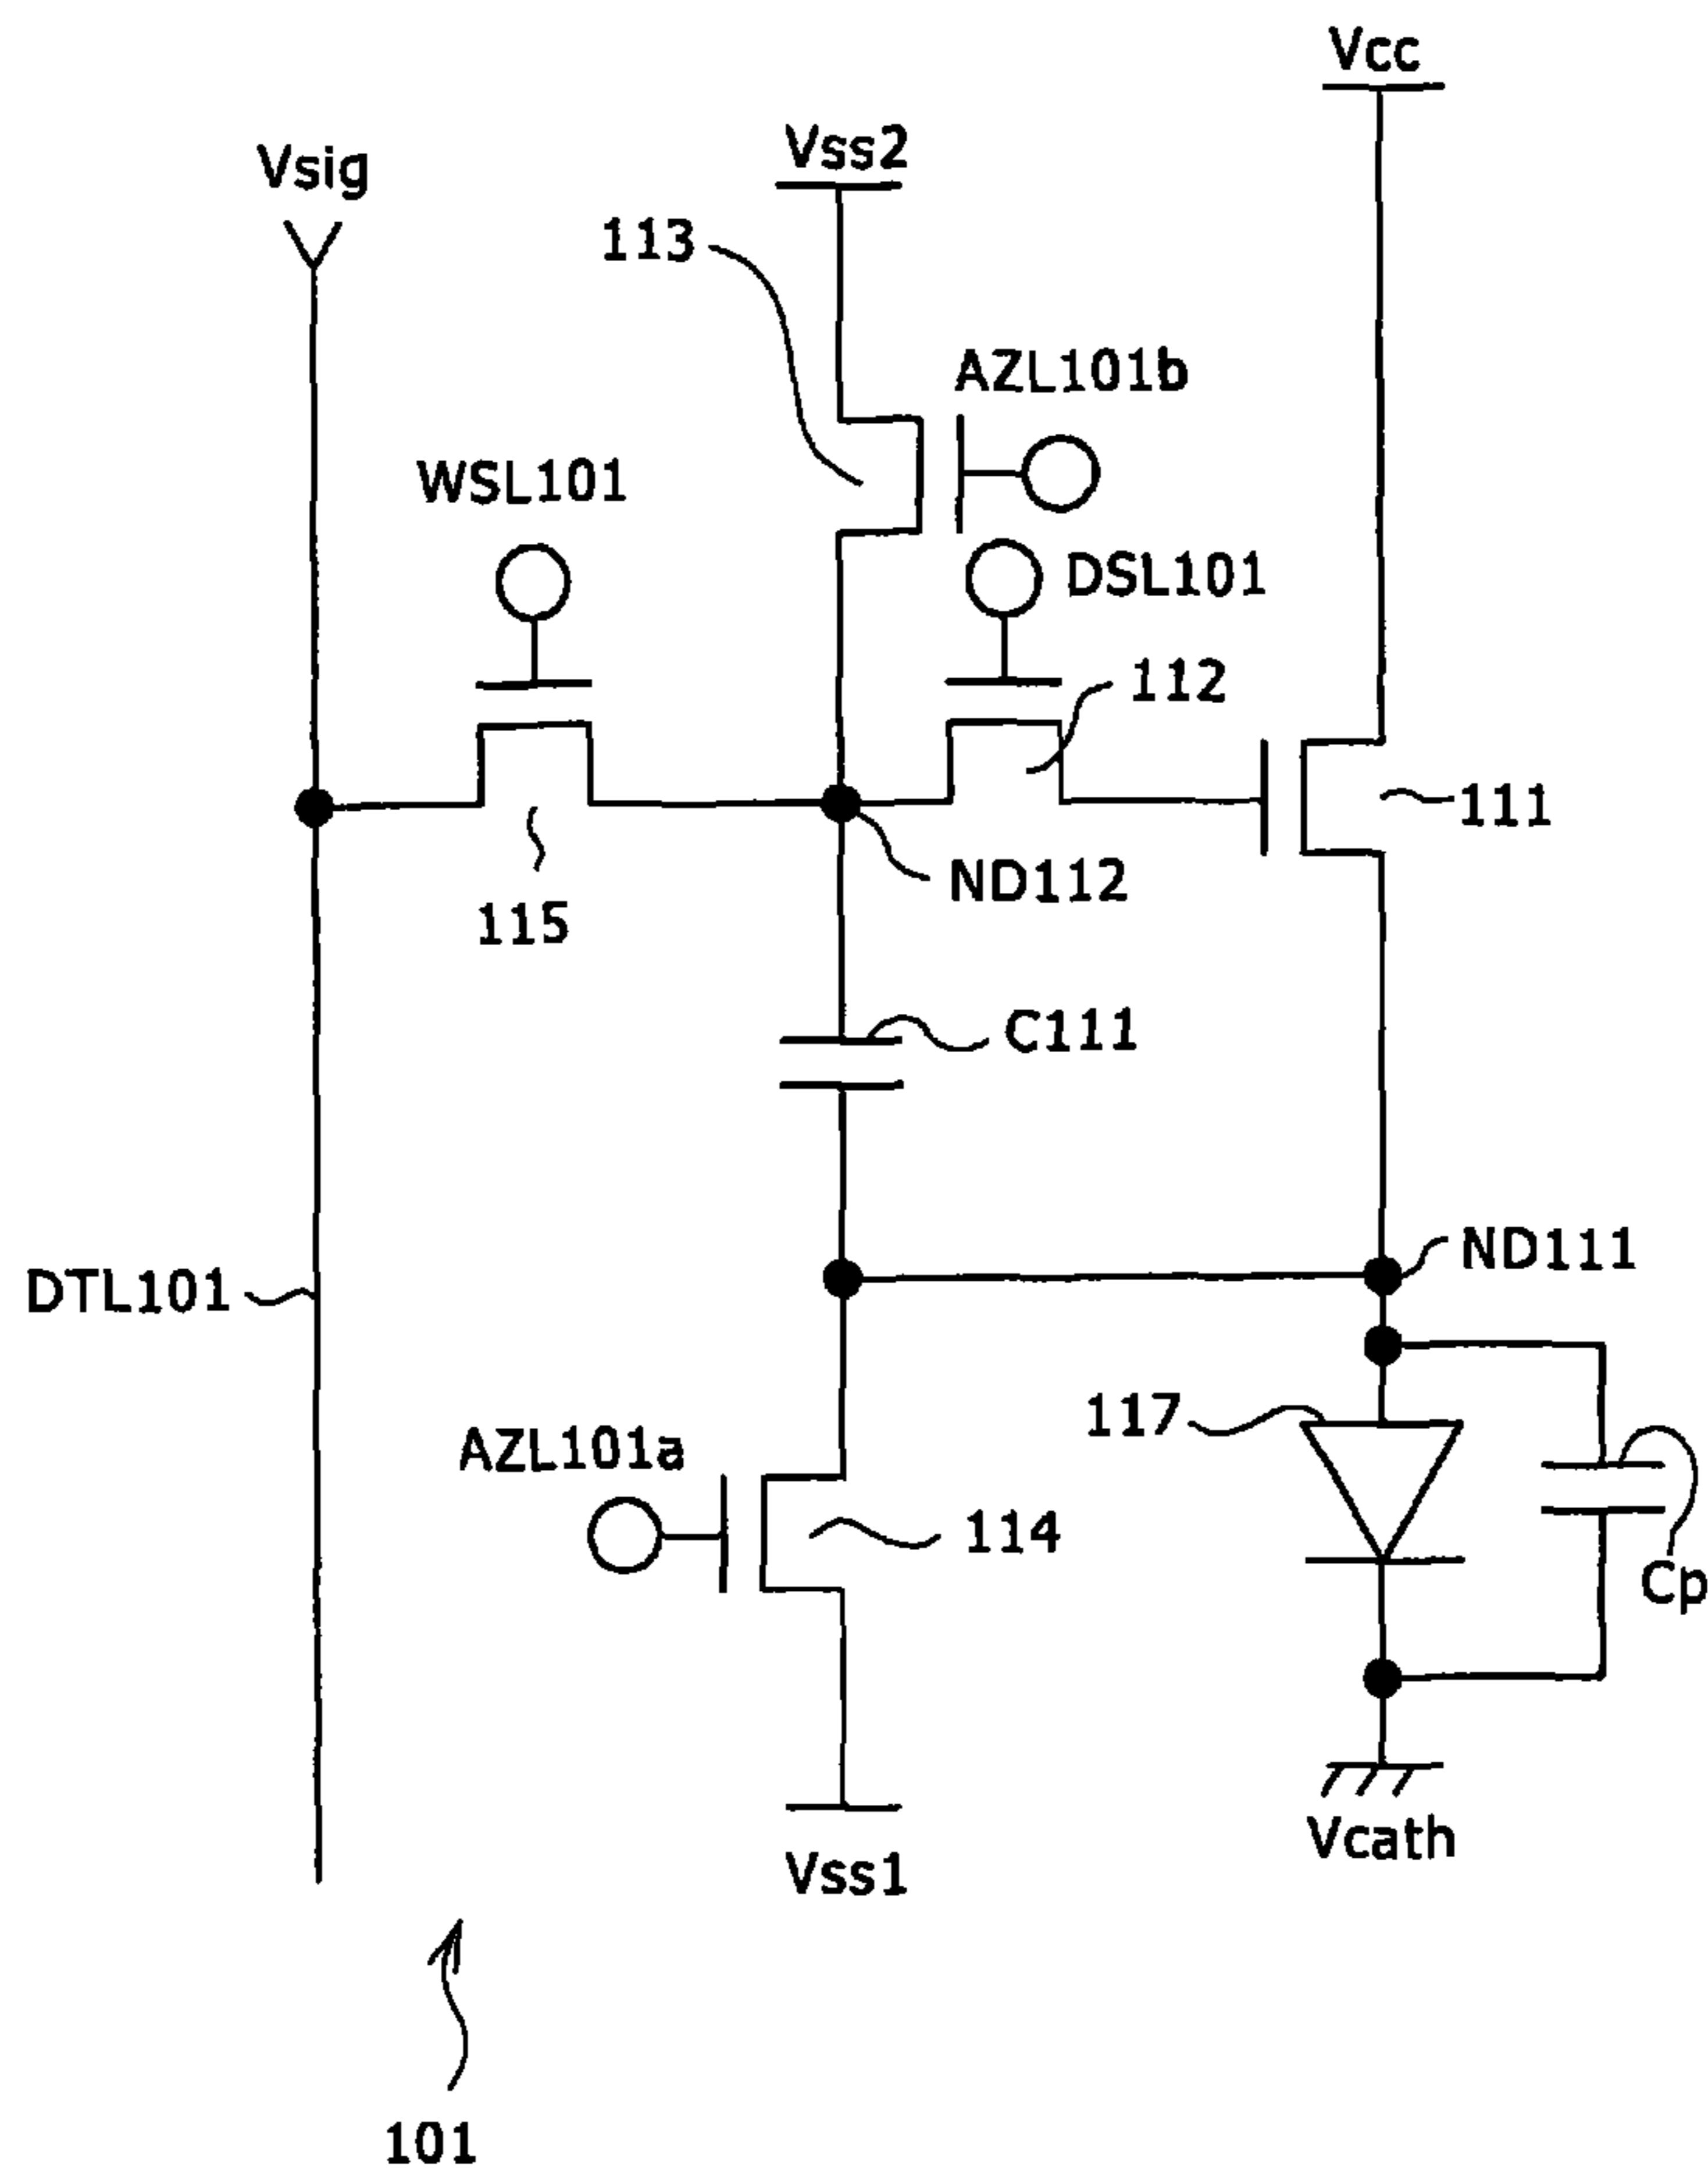 Vcc
Vss2
Vsig
113
AZL101b
WSL101
DSL101
112
111
ND112
115
C111
ND111
DTL101
117
AZL101a
114
Cp
Vcath
Vss1
101